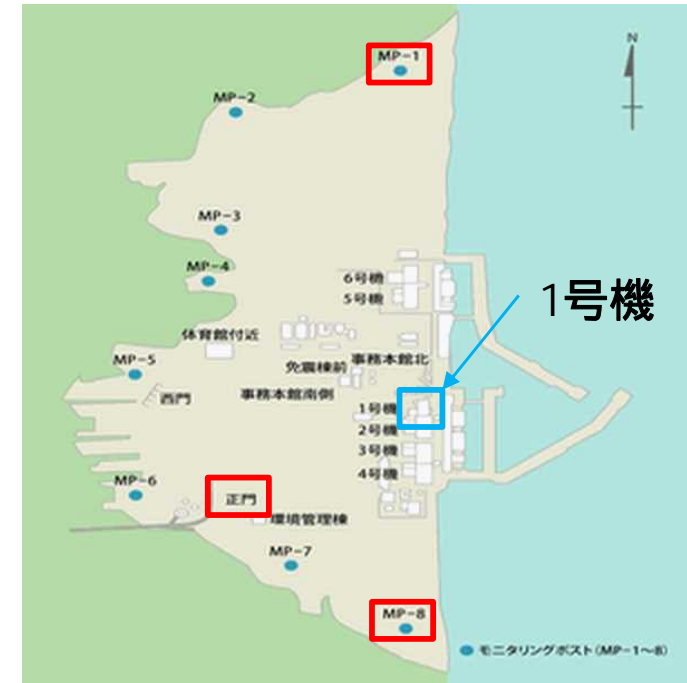 MP-1
N
MP-2
MP-3
MP-4
6号機
5号機
1号機
体育館付近
免震棟前
事務本館北
MP-5
西門
事務本館南側
1号機
2号機
3号機
4号機
MP-6
正門
環境管理棟
MP-7
MP-8
モニタリングポスト(MP-1~8)